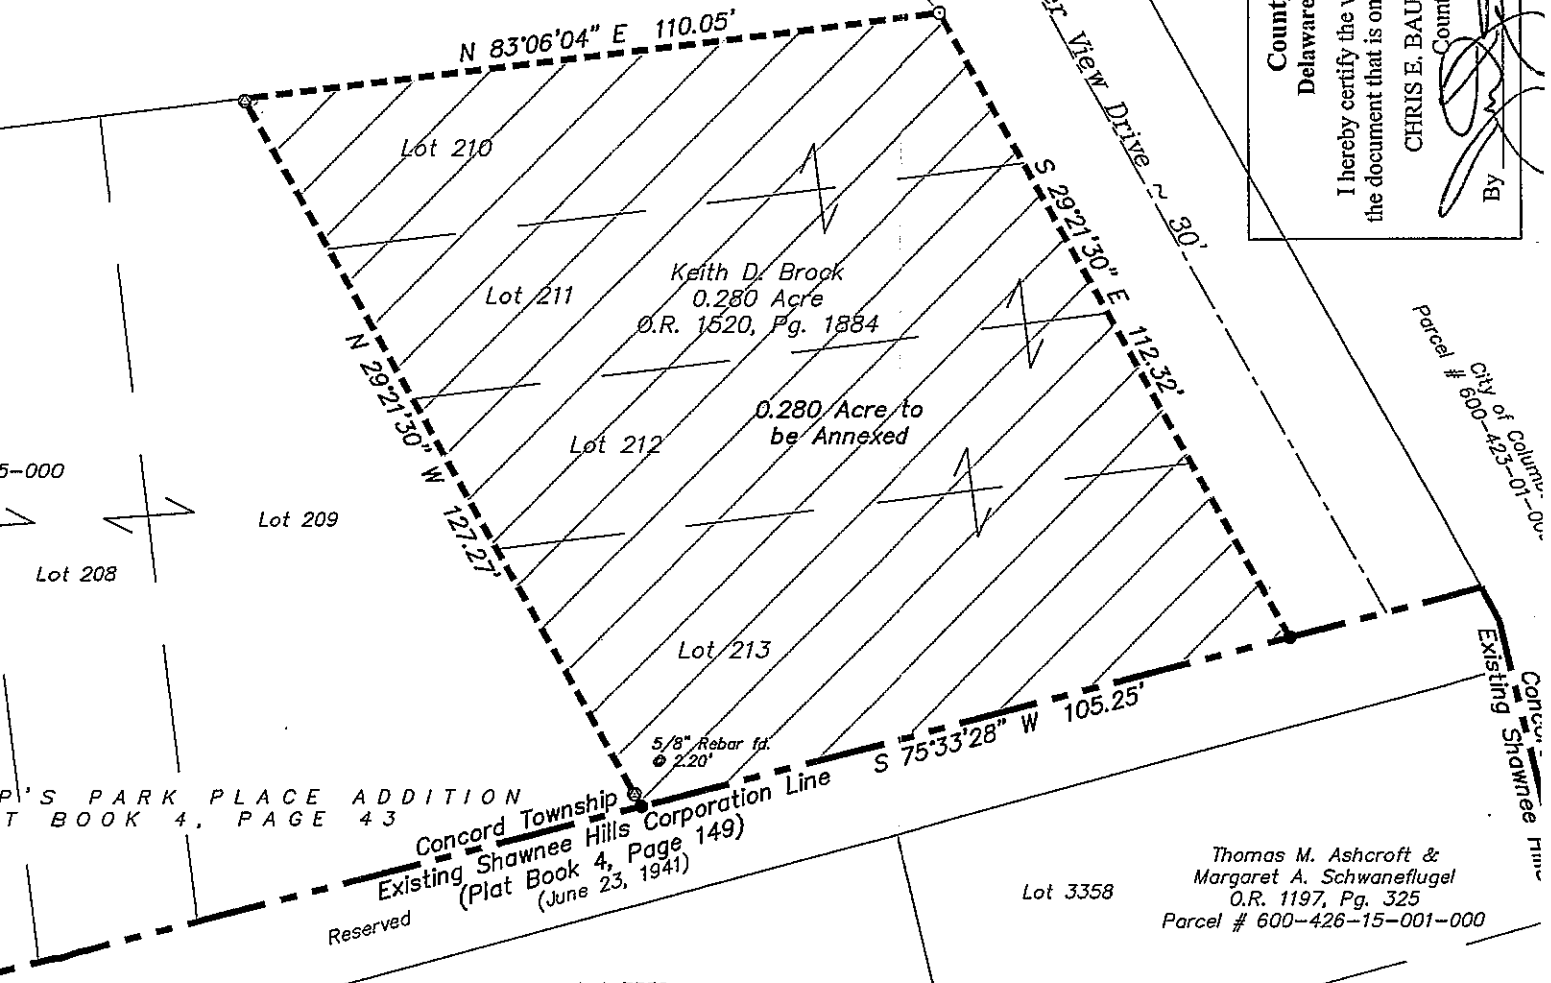 N 83°06'04" E 110.05'
View Drive ~ 30'
Count
Delaware
I hereby certify the
the document that is on
CHRIS E. BAU
Count
By
Lot 210
S 29°21'30" E 112.32'
Keith D. Brock
0.280 Acre
O.R. 1520, Pg. 1884
Lot 211
N 29°21'30" W 127.27'
0.280 Acre to
be Annexed
Lot 212
City of
Parcel # 600-423-01-
5-000
Lot 209
Lot 208
Lot 213
5/8" Rebar fd.
@ 2.20'
S 75°33'28" W 105.25'
P'S PARK PLACE ADDITION
T BOOK 4, PAGE 43
Concord Township
Existing Shawnee Hills Corporation Line
(Plat Book 4, Page 149)
(June 23, 1941)
Reserved
Existing Shawnee Hills
Lot 3358
Thomas M. Ashcroft &
Margaret A. Schwaneflugel
O.R. 1197, Pg. 325
Parcel # 600-426-15-001-000